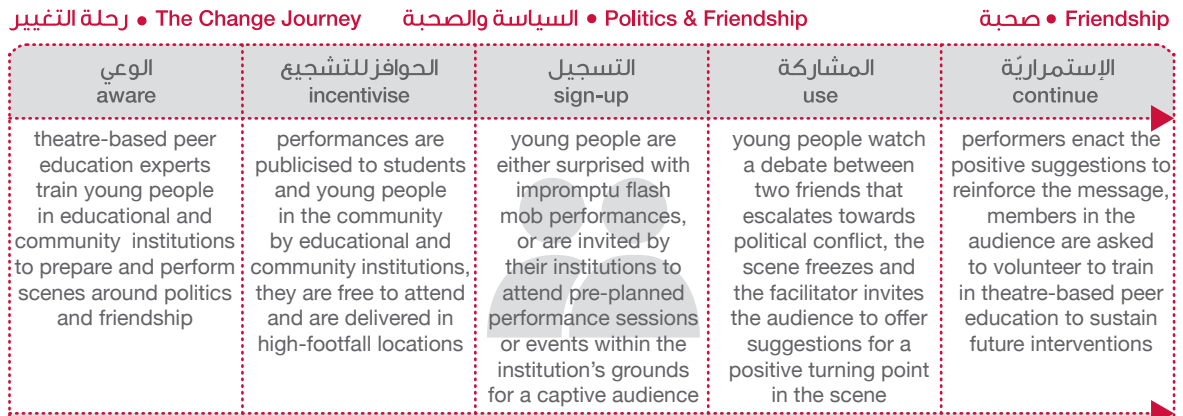 رحلة التغيير • The Change Journey
السياسة والصحبة • Politics & Friendship
صحبة • Friendship
الوعي
aware
theatre-based peer
education experts
train young people
in educational and
community institutions
to prepare and perform
scenes around politics
and friendship
الحوافز للتشجيع
incentivise
performances are
publicised to students
and young people
in the community
by educational and
community institutions,
they are free to attend
and are delivered in
high-footfall locations
التسجيل
sign-up
young people are
either surprised with
impromptu flash
mob performances,
or are invited by
their institutions to
attend pre-planned
performance sessions
or events within the
institution's grounds
for a captive audience
المشاركة
use
young people watch
a debate between
two friends that
escalates towards
political conflict, the
scene freezes and
the facilitator invites
the audience to offer
suggestions for a
positive turning point
in the scene
الإستمراريّة
continue
performers enact the
positive suggestions to
reinforce the message,
members in the
audience are asked
to volunteer to train
in theatre-based peer
education to sustain
future interventions